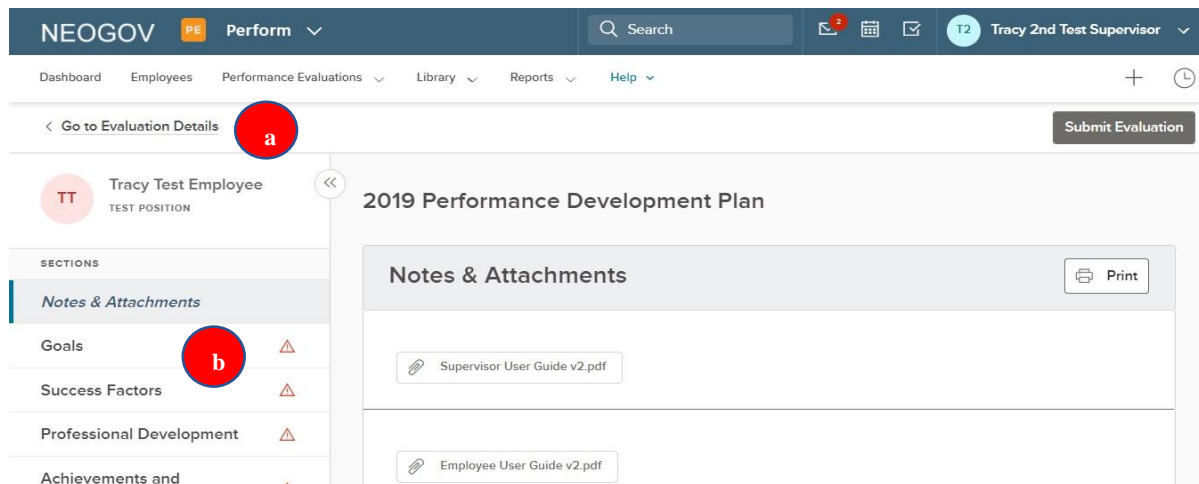 NEOGOV PE Perform Search 2 T2 Tracy 2nd Test Supervisor
Dashboard Employees Performance Evaluations Library Reports Help
Go to Evaluation Details a Submit Evaluation
TT Tracy Test Employee
TEST POSITION
2019 Performance Development Plan
SECTIONS
Notes & Attachments
Goals
b
Success Factors
Professional Development
Achievements and
Notes & Attachments Print
Supervisor User Guide v2.pdf
Employee User Guide v2.pdf